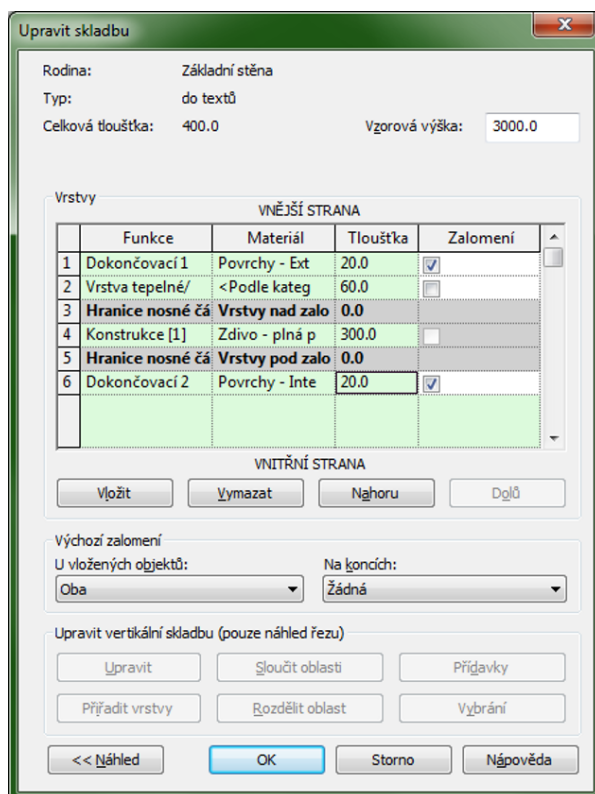 Upravit skladbu
Rodina: Základní stěna
Typ: do textů
Celková tloušťka: 400.0 Vzorová výška: 3000.0
Vrstvy
VNĚJŠÍ STRANA
Funkce Materiál Tloušťka Zalomení
1 Dokončovací 1 Povrchy - Ext 20.0
2 Vrstva tepelné/ <Podle kateg 60.0
3 Hranice nosné čá Vrstvy nad zalo 0.0
4 Konstrukce [1] Zdivo - plná p 300.0
5 Hranice nosné čá Vrstvy pod zalo 0.0
6 Dokončovací 2 Povrchy - Inte 20.0
VNITŘNÍ STRANA
Vložit Vymazat Nahoru Dolů
Výchozí zalomení
U vložených objektů: Na koncích:
Oba Žádná
Upravit vertikální skladbu (pouze náhled řezu)
Upravit Sloučit oblasti Přídavky
Přiřadit vrstvy Rozdělit oblast Vybrání
<< Náhled OK Storno Nápověda